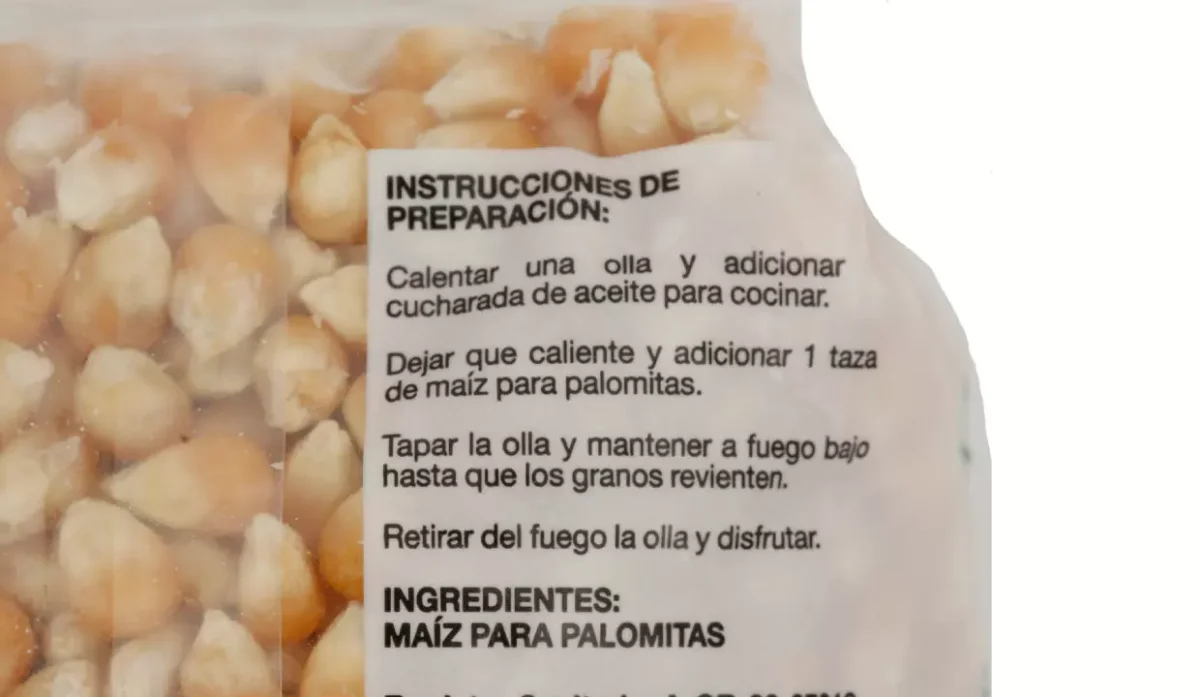 INSTRUCCIONES DE
PREPARACIÓN:
Calentar una olla y adicionar
cucharada de aceite para cocinar.
Dejar que caliente y adicionar 1 taza
de maíz para palomitas.
Tapar la olla y mantener a fuego bajo
hasta que los granos revienten.
Retirar del fuego la olla y disfrutar.
INGREDIENTES:
MAÍZ PARA PALOMITAS